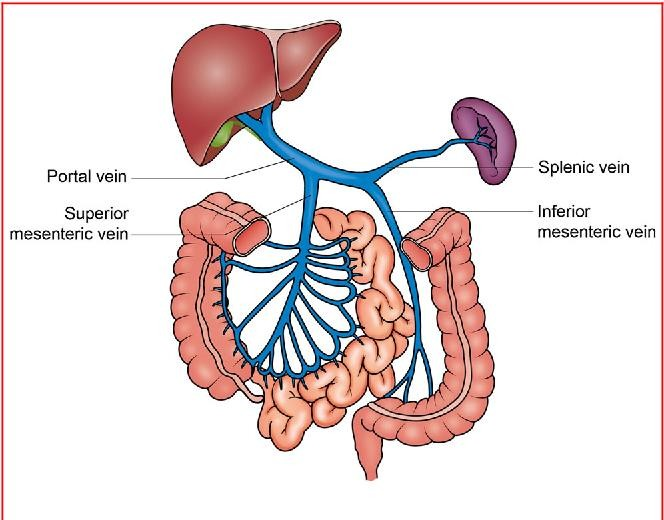 Portal vein
Superior
mesenteric vein
Splenic vein
Inferior
mesenteric vein